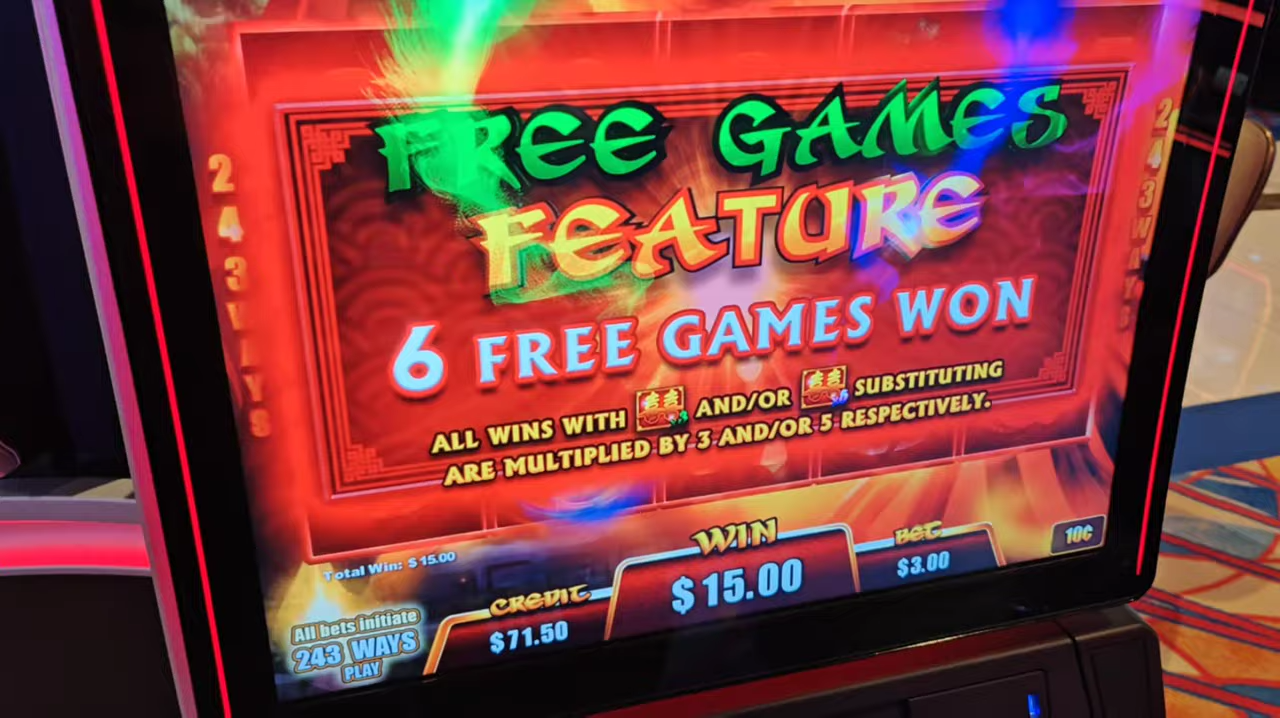 FREE GAMES
FEATURE
6 FREE GAMES WON
ALL WINS WITH AND/OR SUBSTITUTING
ARE MULTIPLIED BY 3 AND/OR 5 RESPECTIVELY.
243 WAYS
243 WAYS
Total Win: $15.00
WIN
$15.00
BET
$3.00
10¢
CREDIT
$71.50
All bets initiate
243 WAYS
PLAY